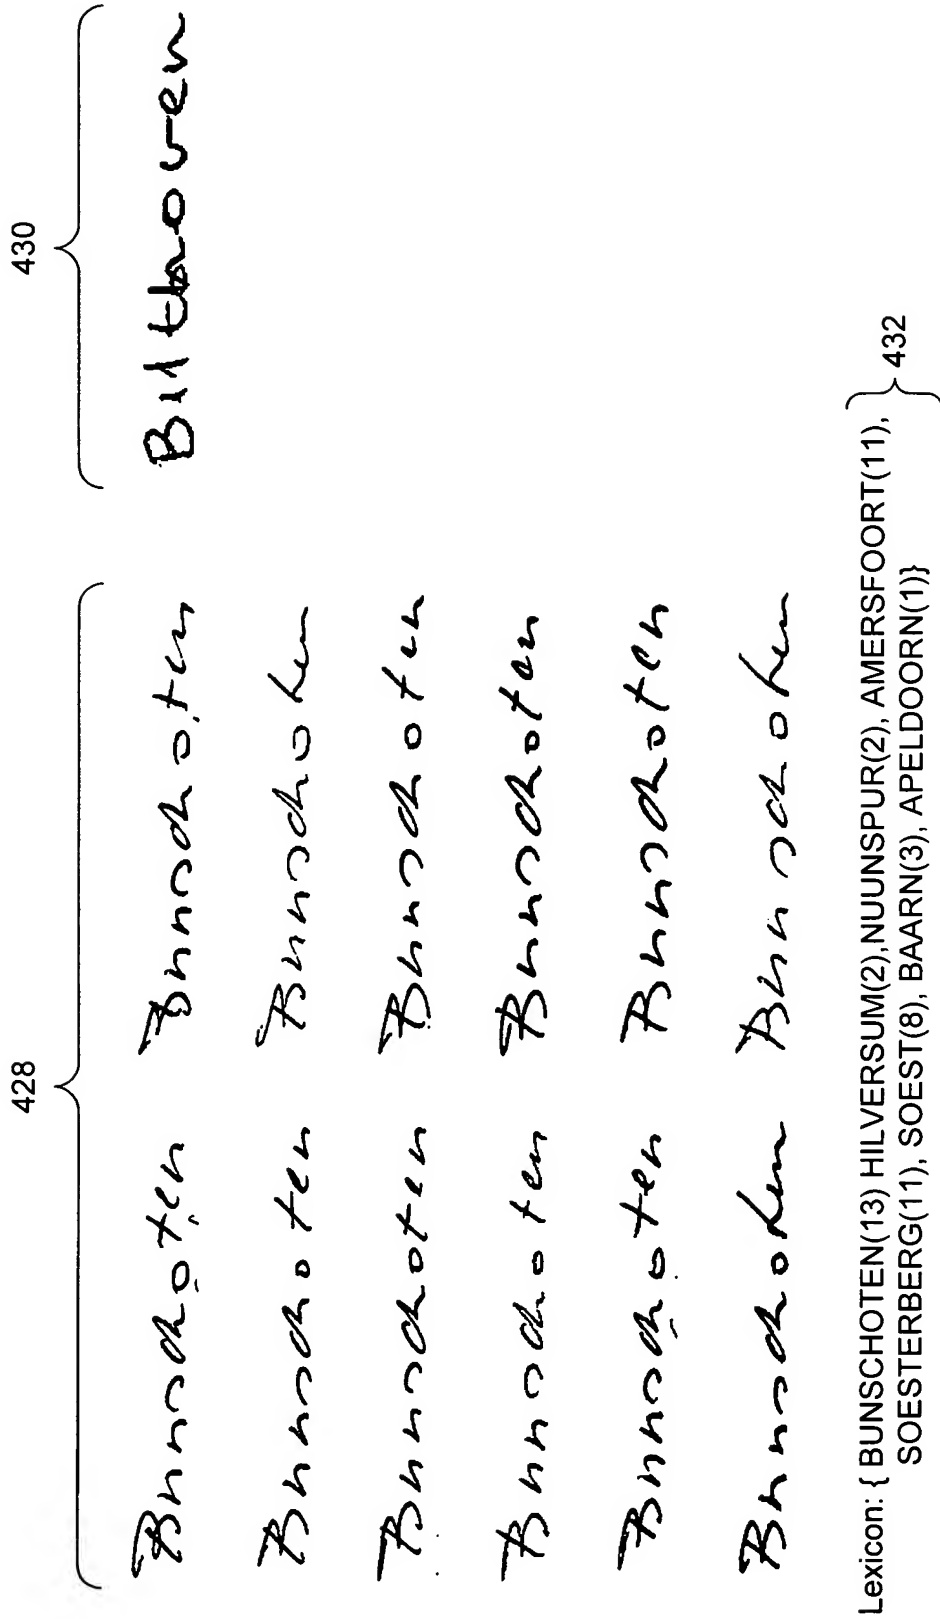 428 430
Bunschoten Bunschoten Bilthoven
Bunschoten Bunschoten
Bunschoten Bunschoten
Bunschoten Bunschoten
Bunschoten Bunschoten
Bunschoten Bunschoten
Lexicon: { BUNSCHOTEN(13) HILVERSUM(2),NUUNSPUR(2), AMERSFOORT(11),
SOESTERBERG(11), SOEST(8), BAARN(3), APELDOORN(1)}
432